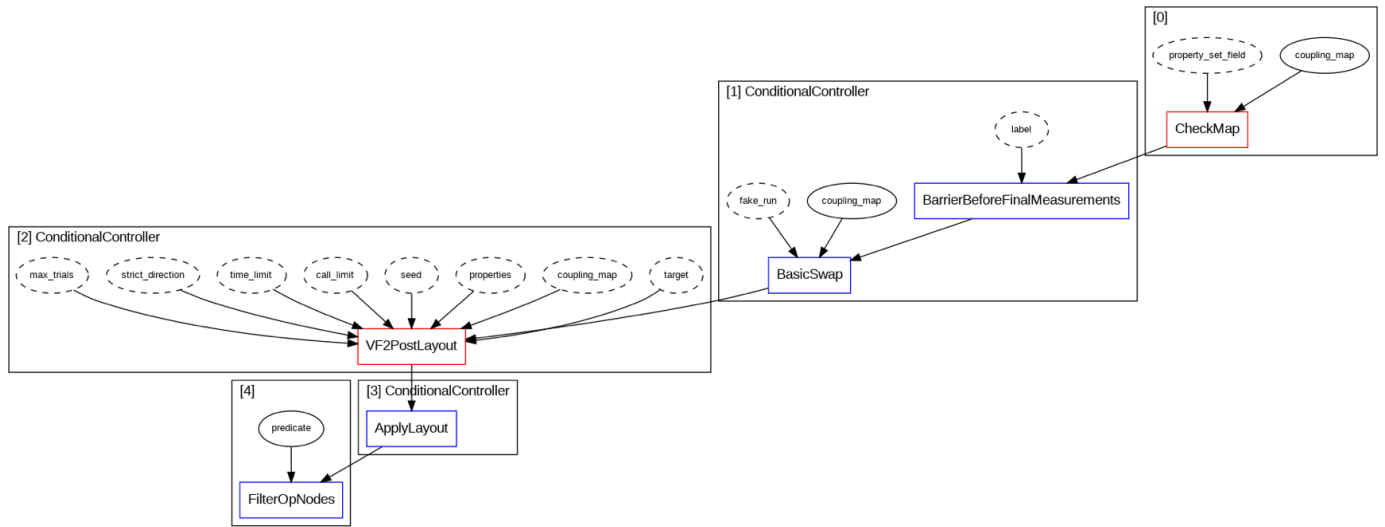 [0]
property_set_field
coupling_map
CheckMap
[1] ConditionalController
label
BarrierBeforeFinalMeasurements
fake_run
coupling_map
BasicSwap
[2] ConditionalController
max_trials
strict_direction
time_limit
call_limit
seed
properties
coupling_map
target
VF2PostLayout
[3] ConditionalController
ApplyLayout
[4]
predicate
FilterOpNodes